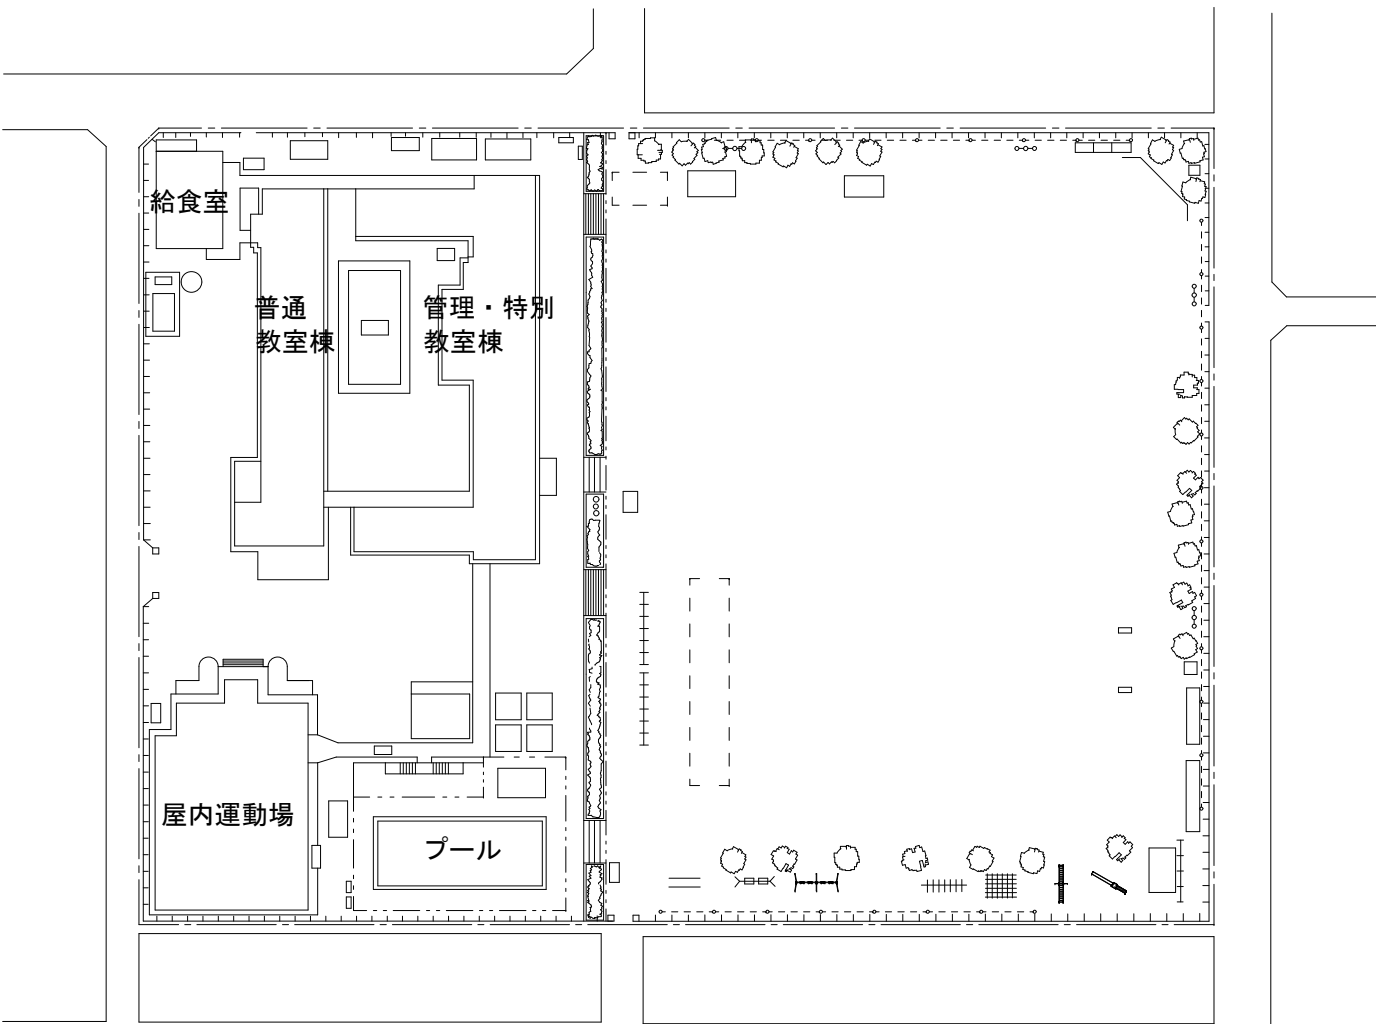 給食室
普通
教室棟
管理・特別
教室棟
屋内運動場
プール